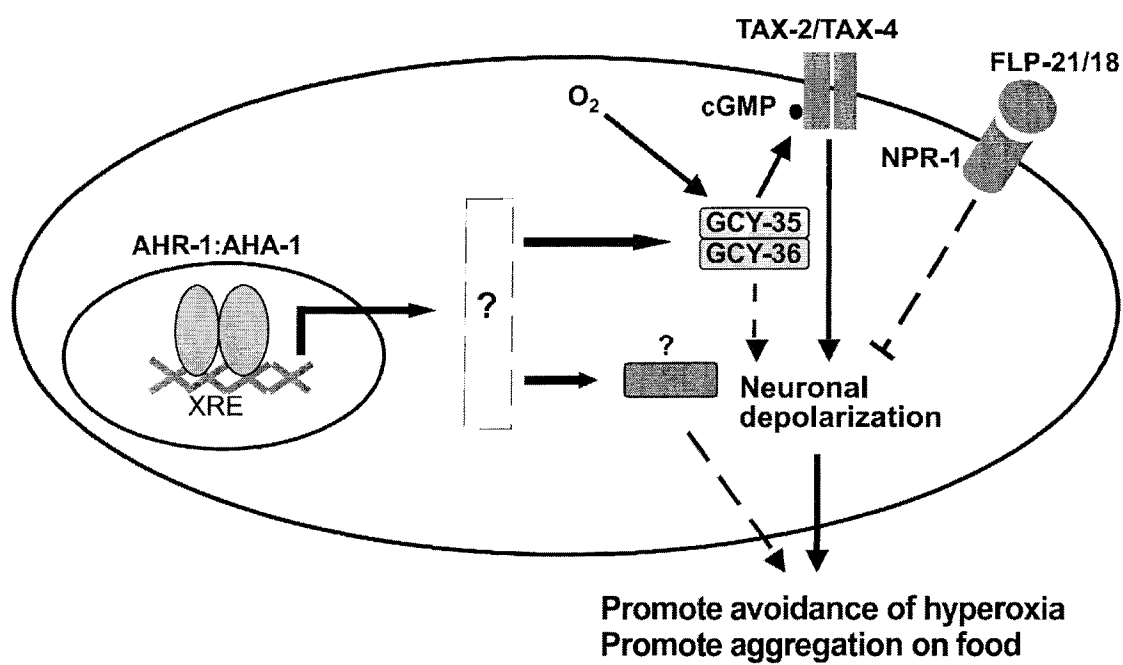 TAX-2/TAX-4
FLP-21/18
O2
cGMP
NPR-1
GCY-35
GCY-36
AHR-1:AHA-1
?
?
XRE
Neuronal
depolarization
Promote avoidance of hyperoxia
Promote aggregation on food